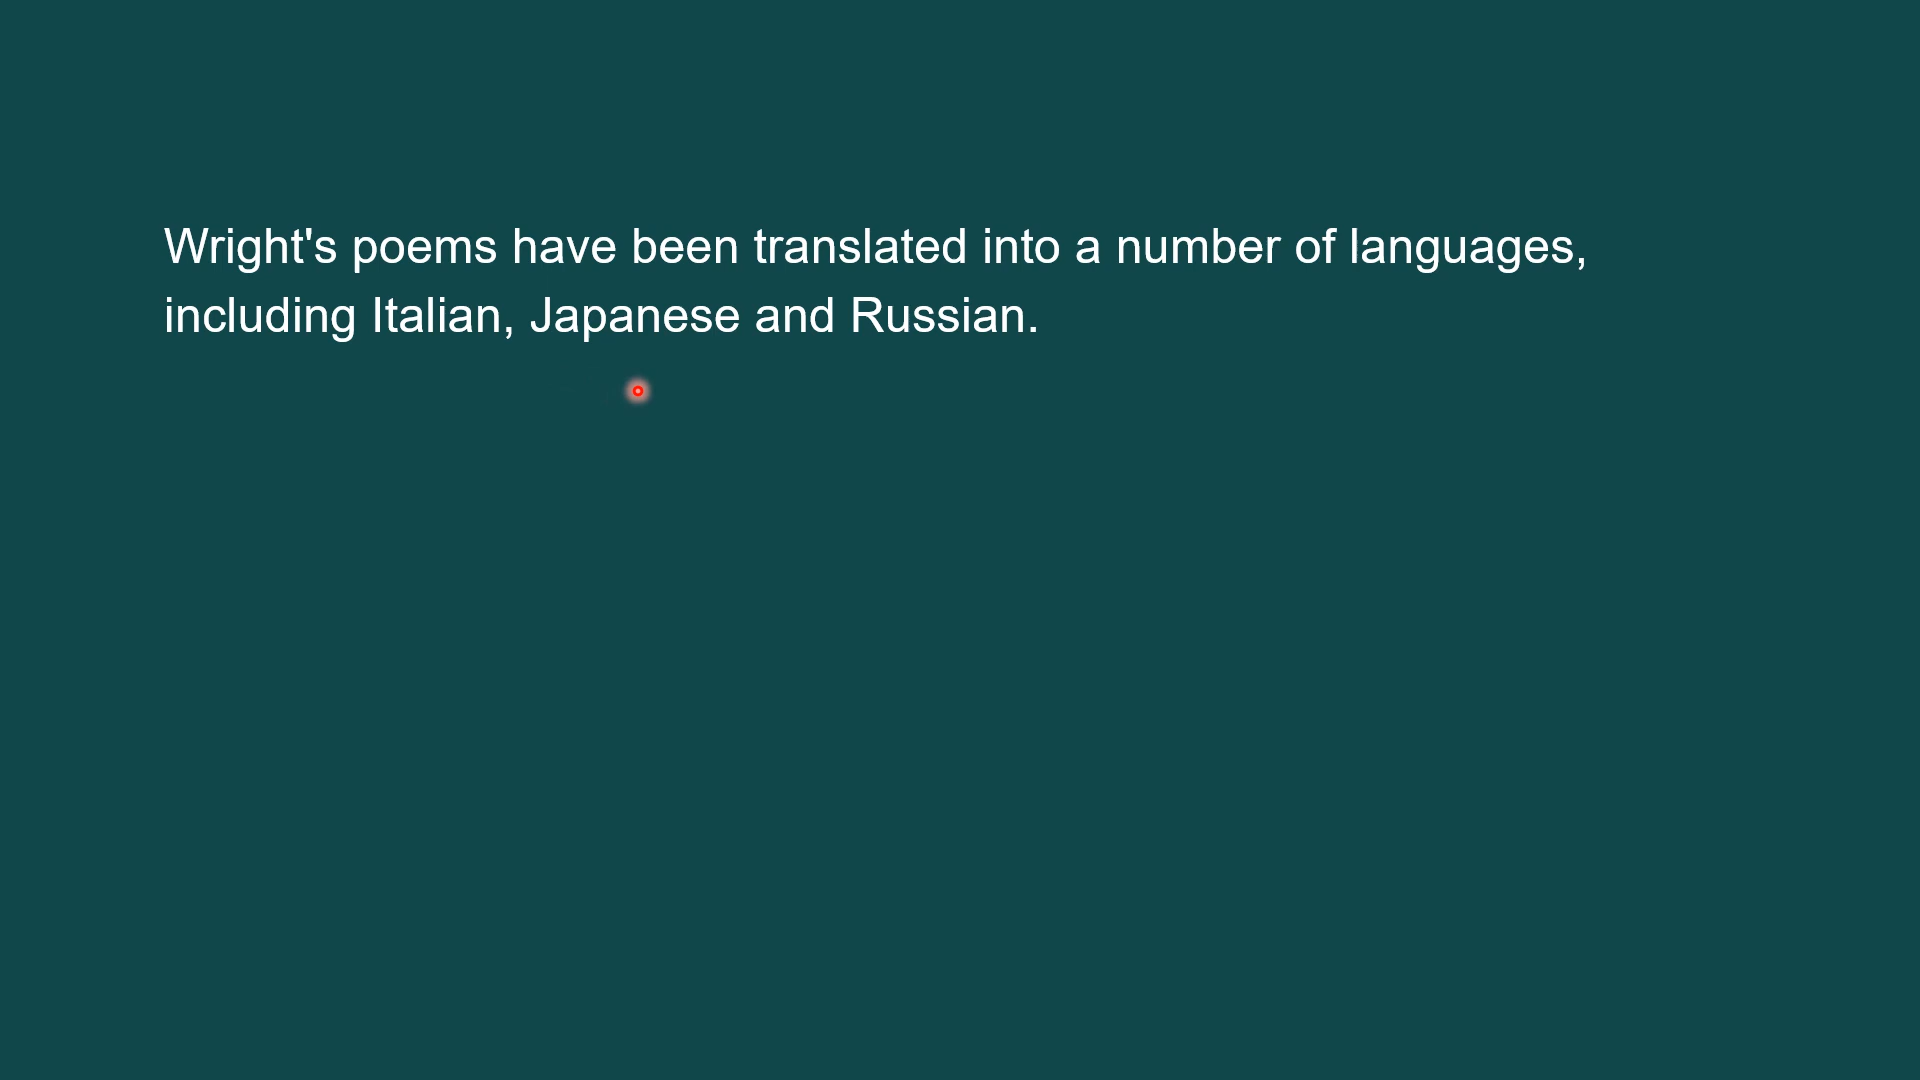 Wright's poems have been translated into a number of languages,
including Italian, Japanese and Russian.